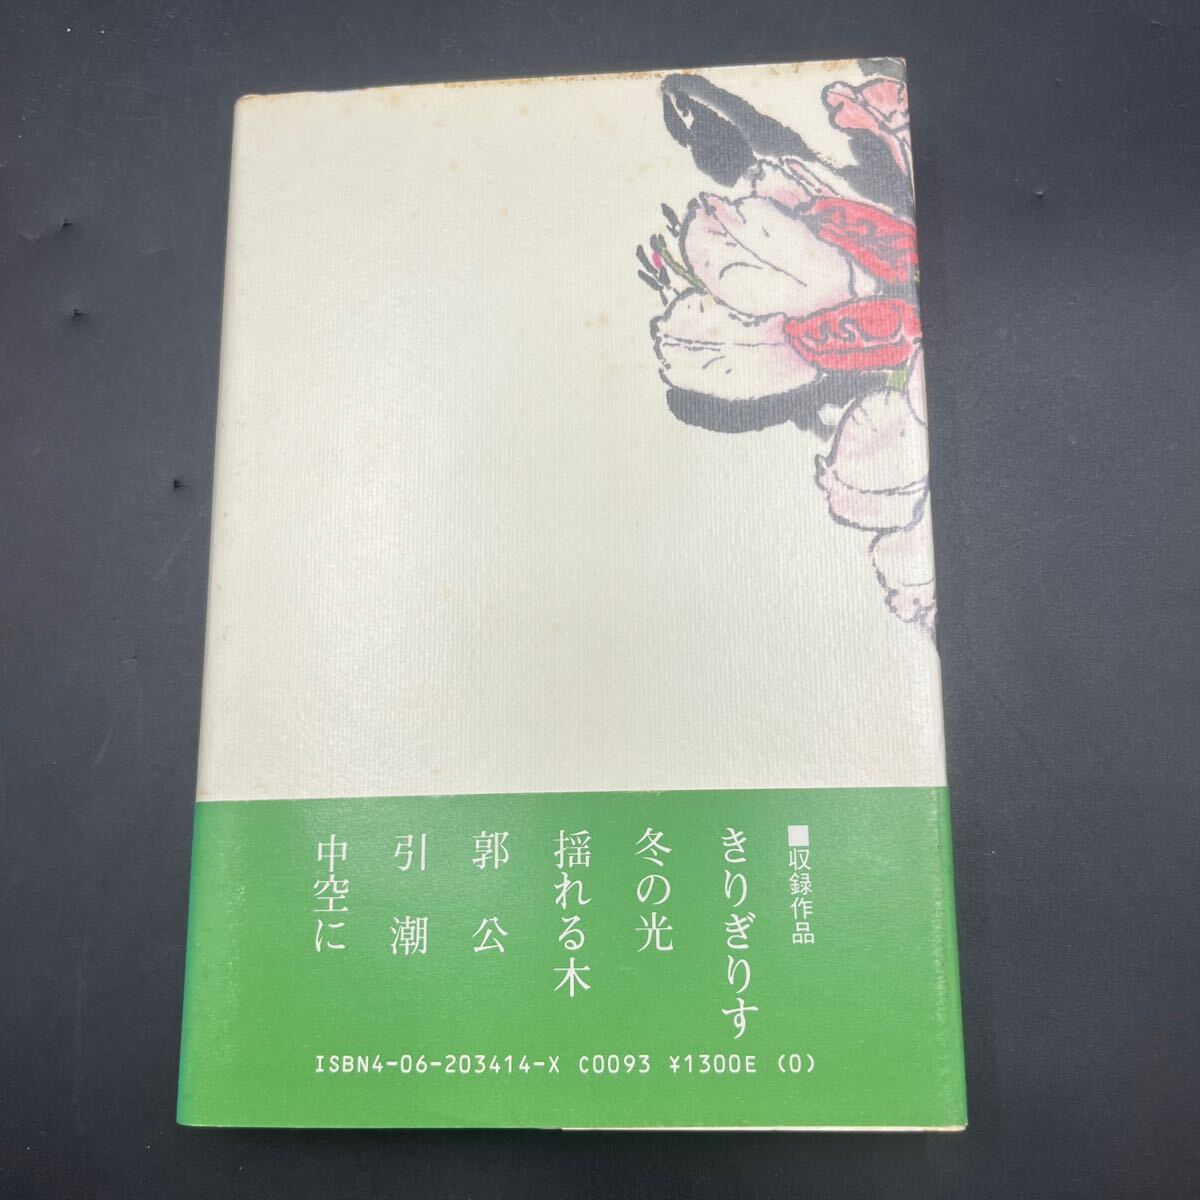 ■収録作品
きりぎりす
冬の光
揺れる木
郭公
引潮
中空に
ISBN4-06-203414-X C0093 ¥1300E (0)